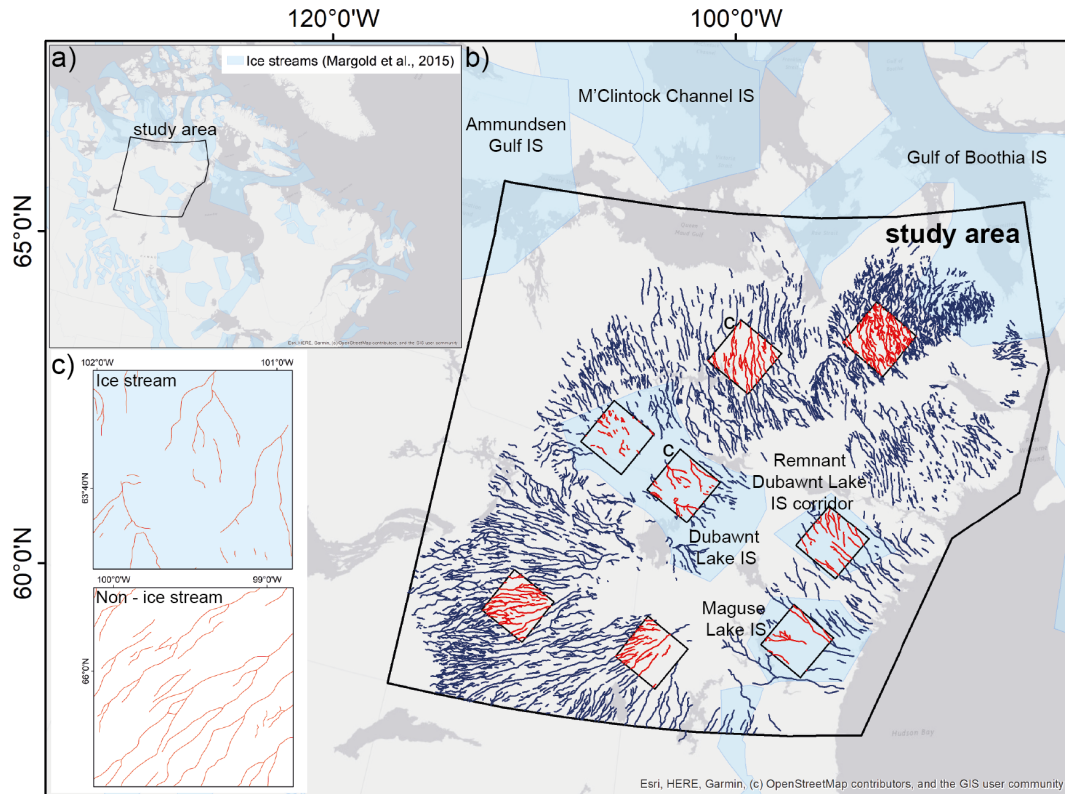 120°0'W
100°0'W
a)
Ice streams (Margold et al., 2015)
study area
Esri, HERE, Garmin, (c) OpenStreetMap contributors, and the GIS user community
b)
M'Clintock Channel IS
Ammundsen
Gulf IS
Gulf of Boothia IS
65°0'N
study area
C
C
Remnant
Dubawnt Lake
IS corridor
Dubawnt
Lake IS
Maguse
Lake IS
60°0'N
c)
102°0'W
101°0'W
Ice stream
63°40'N
100°0'W
99°0'W
Non - ice stream
66°0'N
Hudson Bay
Esri, HERE, Garmin, (c) OpenStreetMap contributors, and the GIS user community